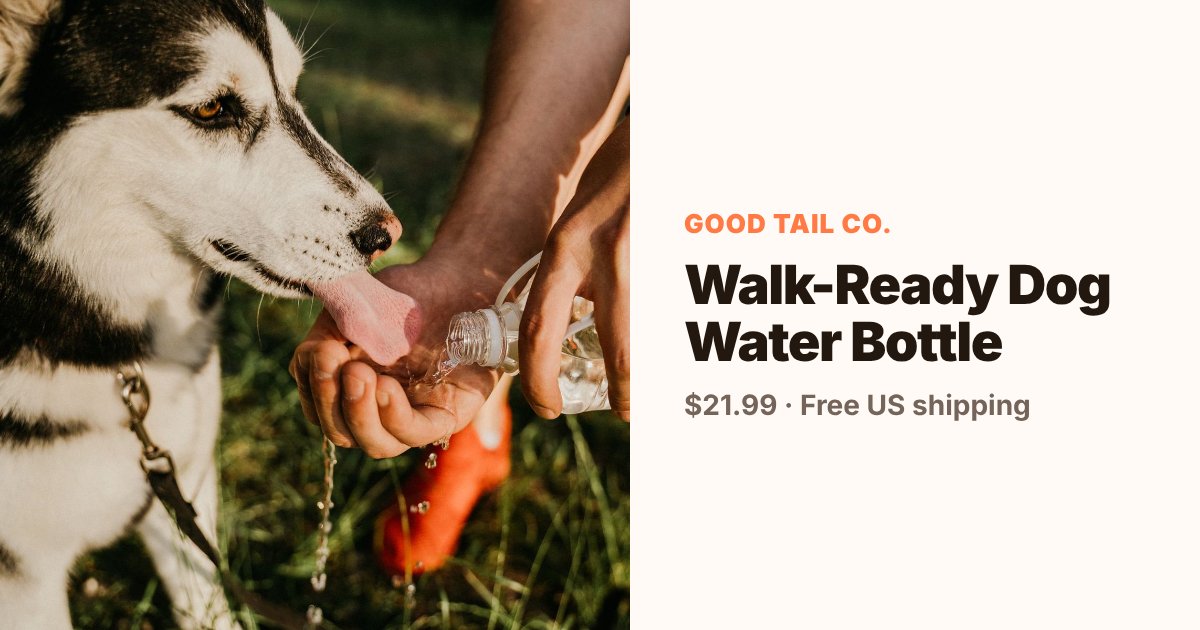 GOOD TAIL CO.
Walk-Ready Dog
Water Bottle
$21.99 · Free US shipping